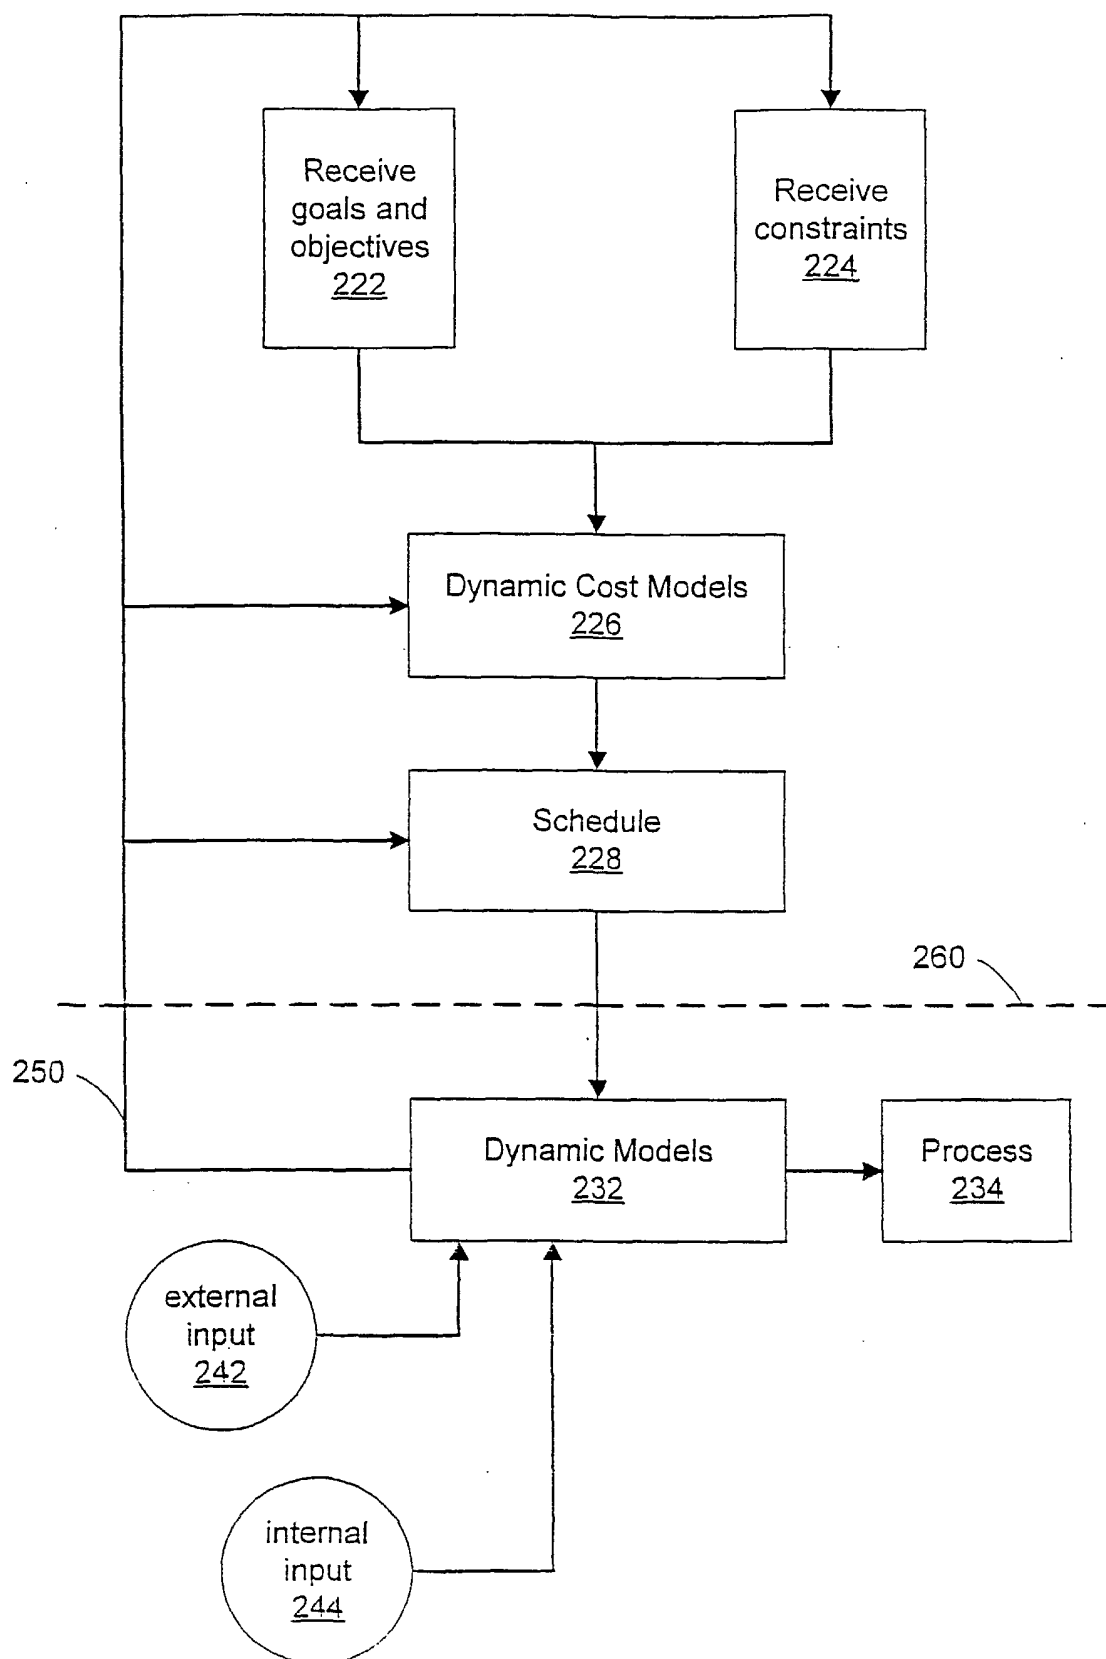 Receive
goals and
objectives
222
Receive
constraints
224
Dynamic Cost Models
226
Schedule
228
260
250
Dynamic Models
232
Process
234
external
input
242
internal
input
244